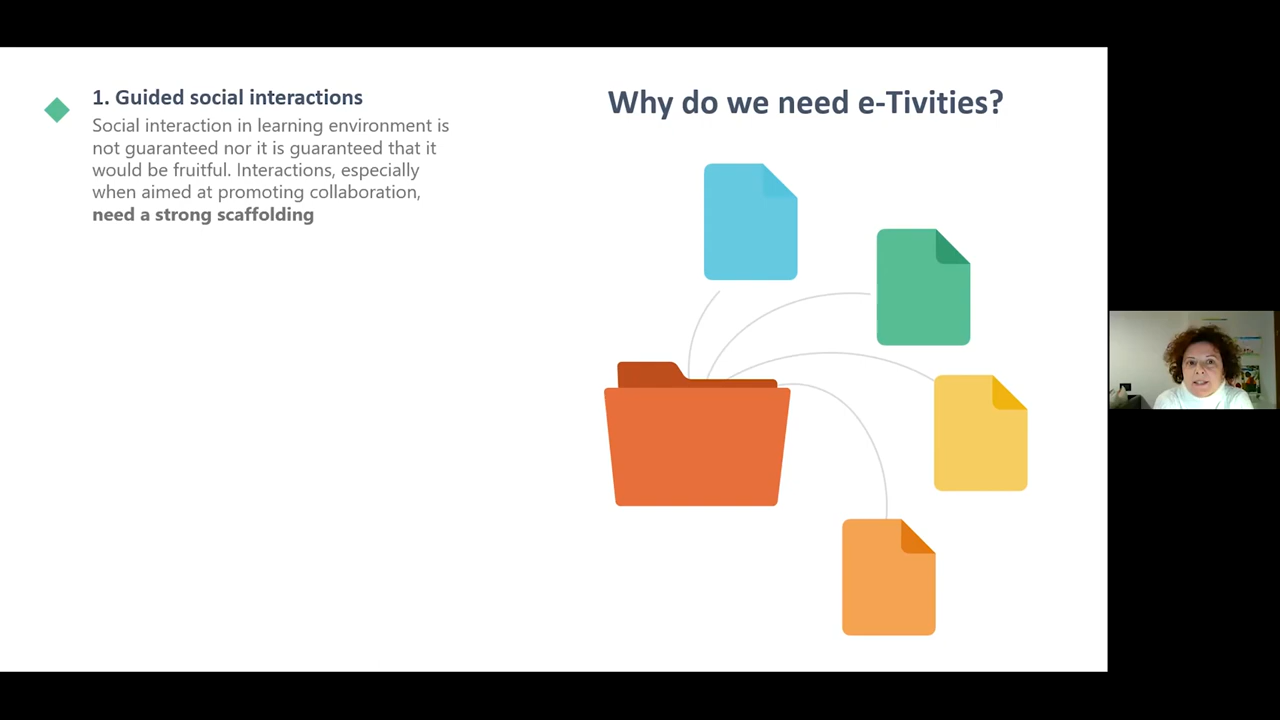 1. Guided social interactions
Social interaction in learning environment is
not guaranteed nor it is guaranteed that it
would be fruitful. Interactions, especially
when aimed at promoting collaboration,
need a strong scaffolding
Why do we need e-Tivities?